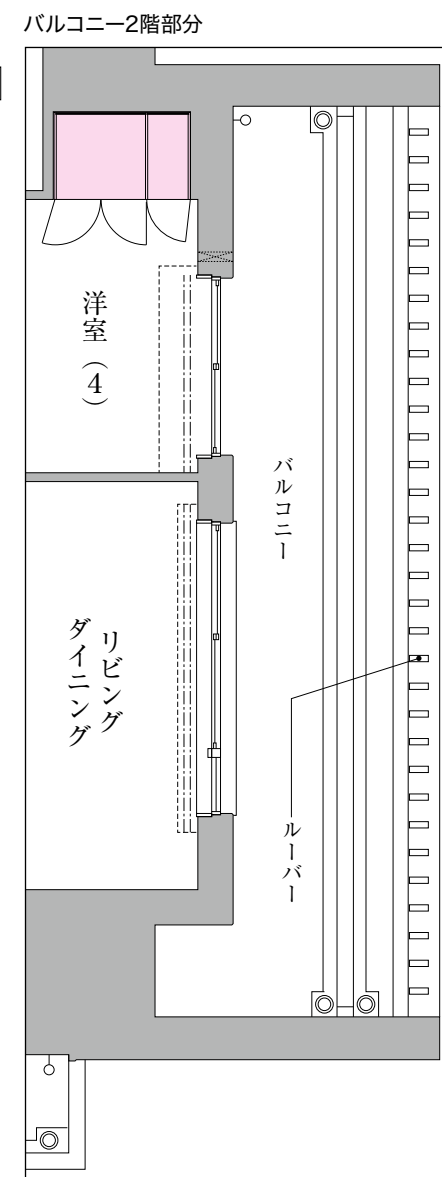 バルコニー2階部分
洋室（4）
バルコニー
リビング
ダイニング
ルーバー